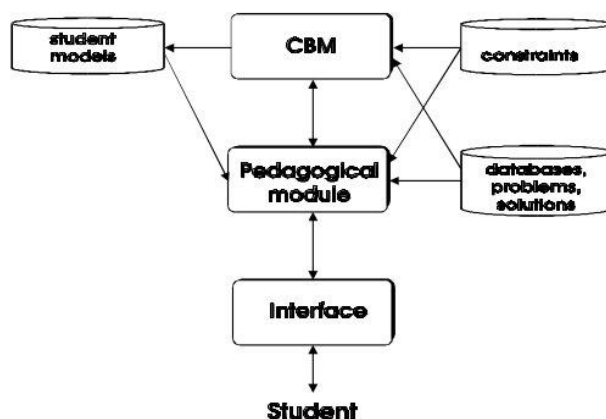 student
models
CBM
constraints
Pedagogical
module
databases,
problems,
solutions
Interface
Student